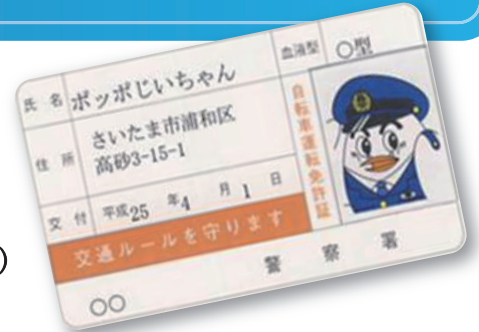 氏名 ポッポじいちゃん 血液型 ○型
住所 さいたま市浦和区
高砂3-15-1
交付 平成25年4月1日
自転車運転免許証
交通ルールを守ります
○○ 警察署
)